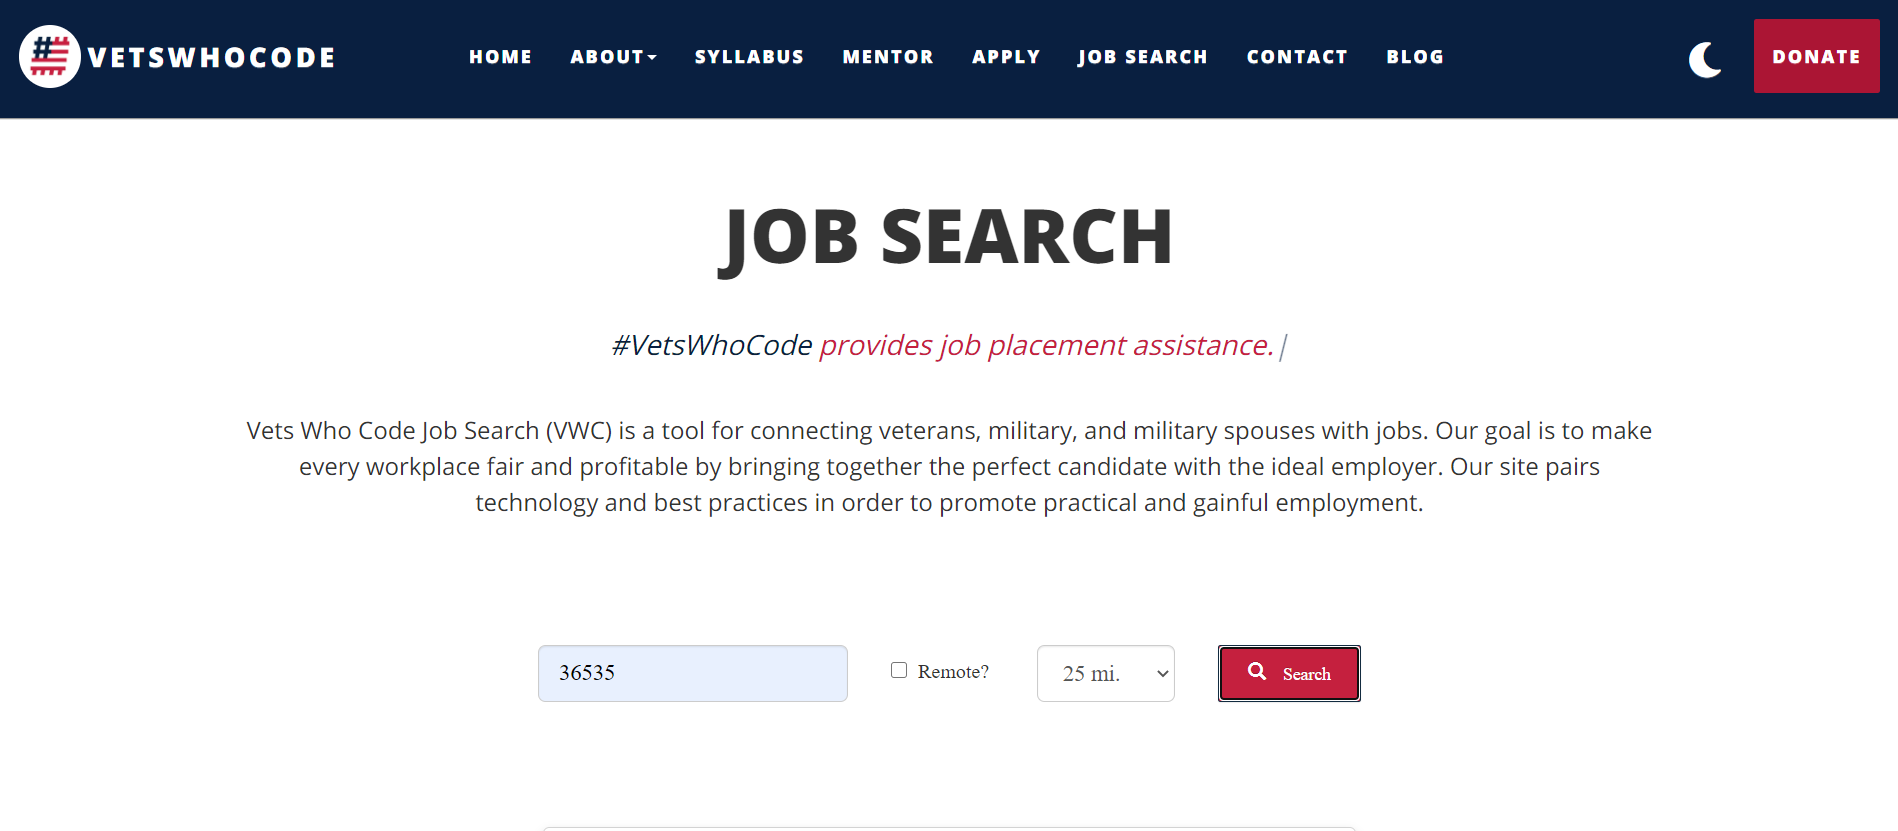 VETSWHOCODE
HOME ABOUT SYLLABUS MENTOR APPLY JOB SEARCH CONTACT BLOG
DONATE
JOB SEARCH
#VetsWhoCode provides job placement assistance.|
Vets Who Code Job Search (VWC) is a tool for connecting veterans, military, and military spouses with jobs. Our goal is to make
every workplace fair and profitable by bringing together the perfect candidate with the ideal employer. Our site pairs
technology and best practices in order to promote practical and gainful employment.
36535 Remote? 25 mi. Search